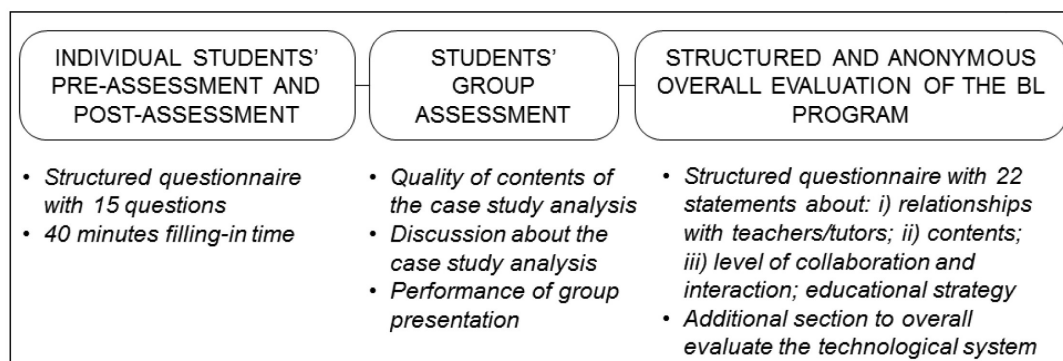 INDIVIDUAL STUDENTS'
PRE-ASSESSMENT AND
POST-ASSESSMENT
• Structured questionnaire
with 15 questions
• 40 minutes filling-in time
STUDENTS'
GROUP
ASSESSMENT
• Quality of contents of
the case study analysis
• Discussion about the
case study analysis
• Performance of group
presentation
STRUCTURED AND ANONYMOUS
OVERALL EVALUATION OF THE BL
PROGRAM
• Structured questionnaire with 22
statements about: i) relationships
with teachers/tutors; ii) contents;
iii) level of collaboration and
interaction; educational strategy
• Additional section to overall
evaluate the technological system